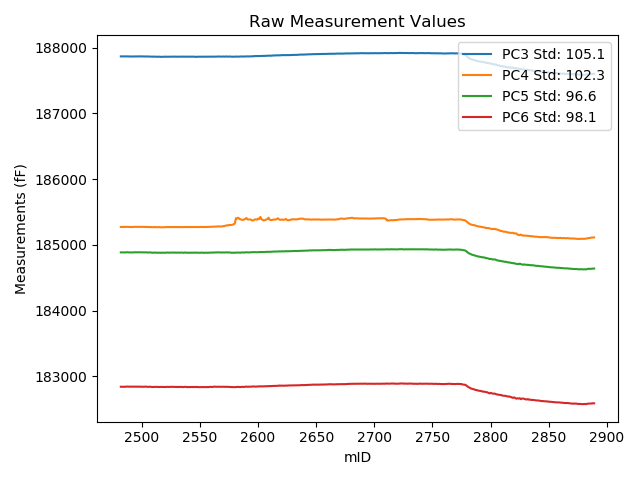 Raw Measurement Values
188000
187000
186000
185000
184000
183000
Measurements (fF)
PC3 Std: 105.1
PC4 Std: 102.3
PC5 Std: 96.6
PC6 Std: 98.1
2500 2550 2600 2650 2700 2750 2800 2850 2900
mID